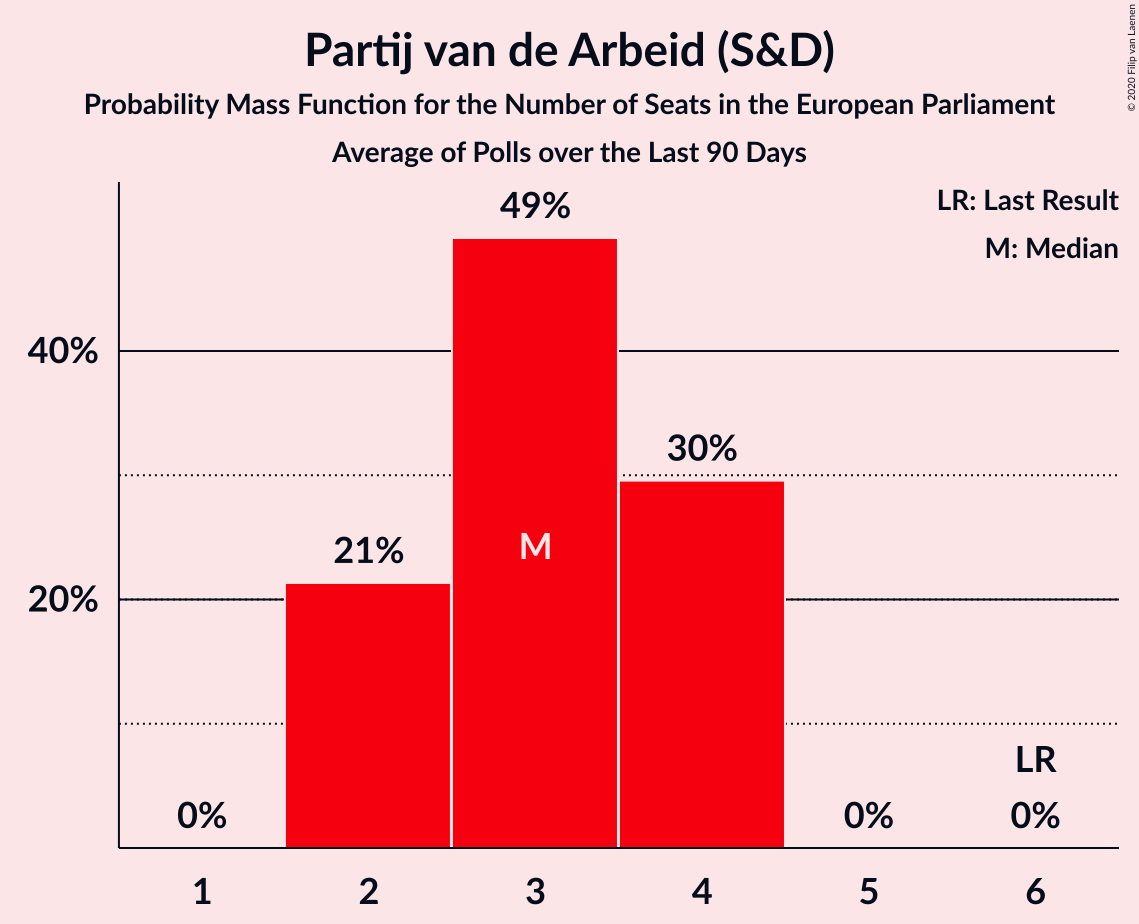 Partij van de Arbeid (S&D)
Probability Mass Function for the Number of Seats in the European Parliament
Average of Polls over the Last 90 Days
© 2020 Filip van Laenen
LR: Last Result
M: Median
49%
40%
30%
M
21%
20%
LR
0%
0%
0%
1
2
3
4
5
6